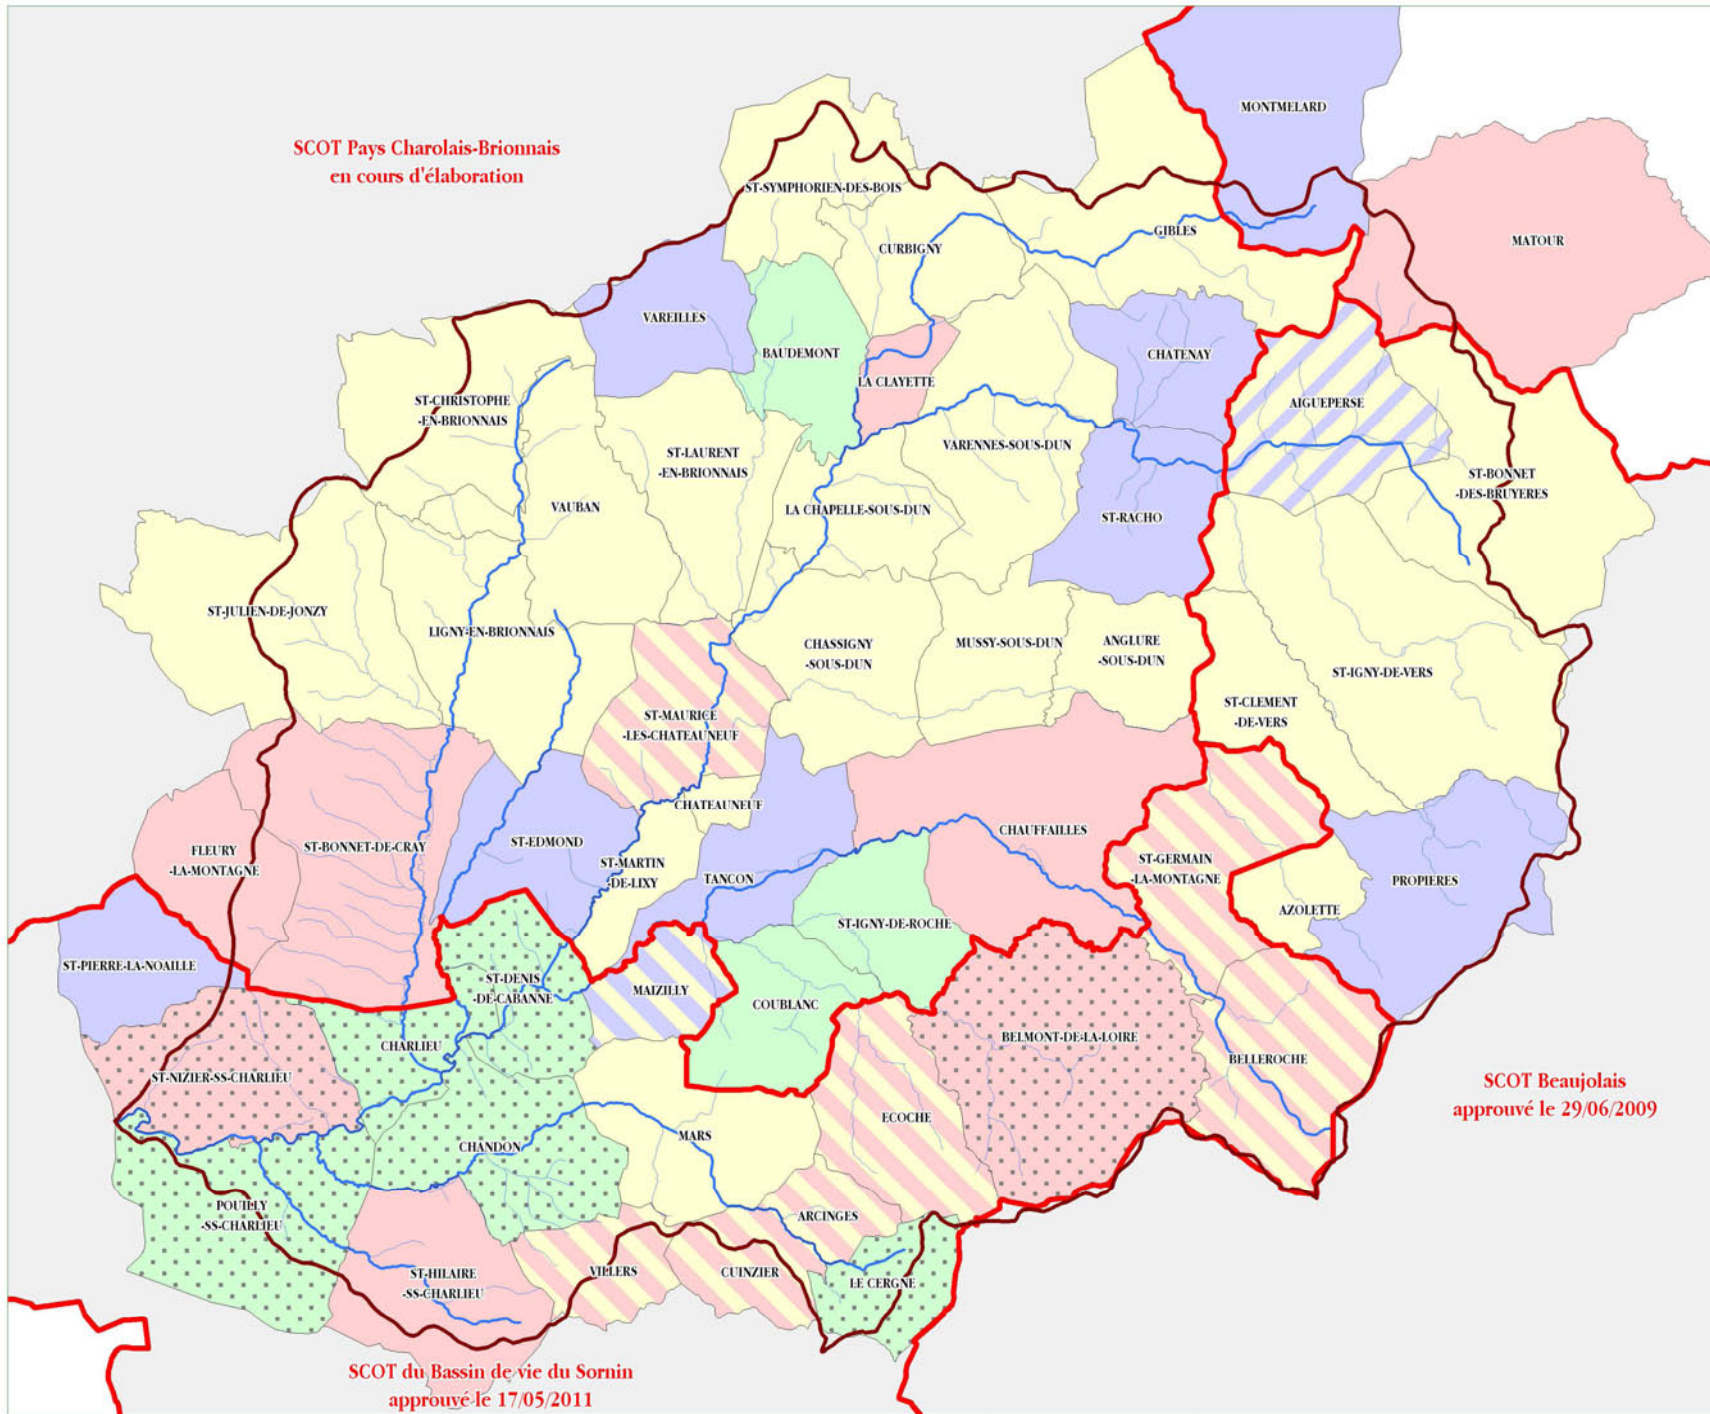 MONTMELARD
SCOT Pays Charolais-Brionnais
en cours d'élaboration
ST-SYMPHORIEN-DES-BOIS
GIBLES
MATOUR
CURBIGNY
VAREILLES
BAUDEMONT
CHATENAY
LA CLAYETTE
ST-CHRISTOPHE
-EN-BRIONNAIS
AIGUEPERSE
VARENNES-SOUS-DUN
ST-LAURENT
-EN-BRIONNAIS
ST-BONNET
-DES-BRUYERES
VAUBAN
LA CHAPELLE-SOUS-DUN
ST-RACHO
ST-JULIEN-DE-JONZY
LIGNY-EN-BRIONNAIS
CHASSIGNY
-SOUS-DUN
MUSSY-SOUS-DUN
ANGLURE
-SOUS-DUN
ST-IGNY-DE-VERS
ST-CLEMENT
-DE-VERS
ST-MAURICE
-LES-CHATEAUNEUF
CHATEAUNEUF
CHAUFFAILLES
ST-EDMOND
ST-BONNET-DE-CRAY
FLEURY
-LA-MONTAGNE
ST-MARTIN
-DE-LIXY
TANCON
ST-GERMAIN
-LA-MONTAGNE
PROPIERES
AZOLETTE
ST-IGNY-DE-ROCHE
ST-PIERRE-LA-NOAILLE
ST-DENIS
-DE-CABANNE
MAIZILLY
COUBLANC
BELMONT-DE-LA-LOIRE
CHARLIEU
BELLEROCHE
ST-NIZIER-SS-CHARLIEU
SCOT Beaujolais
approuvé le 29/06/2009
ECOCHE
MARS
CHANDON
POUILLY
-SS-CHARLIEU
ARCINGES
ST-HILAIRE
-SS-CHARLIEU
VILLERS
CUINZIER
LE CERGNE
SCOT du Bassin de vie du Sornin
approuvé le 17/05/2011